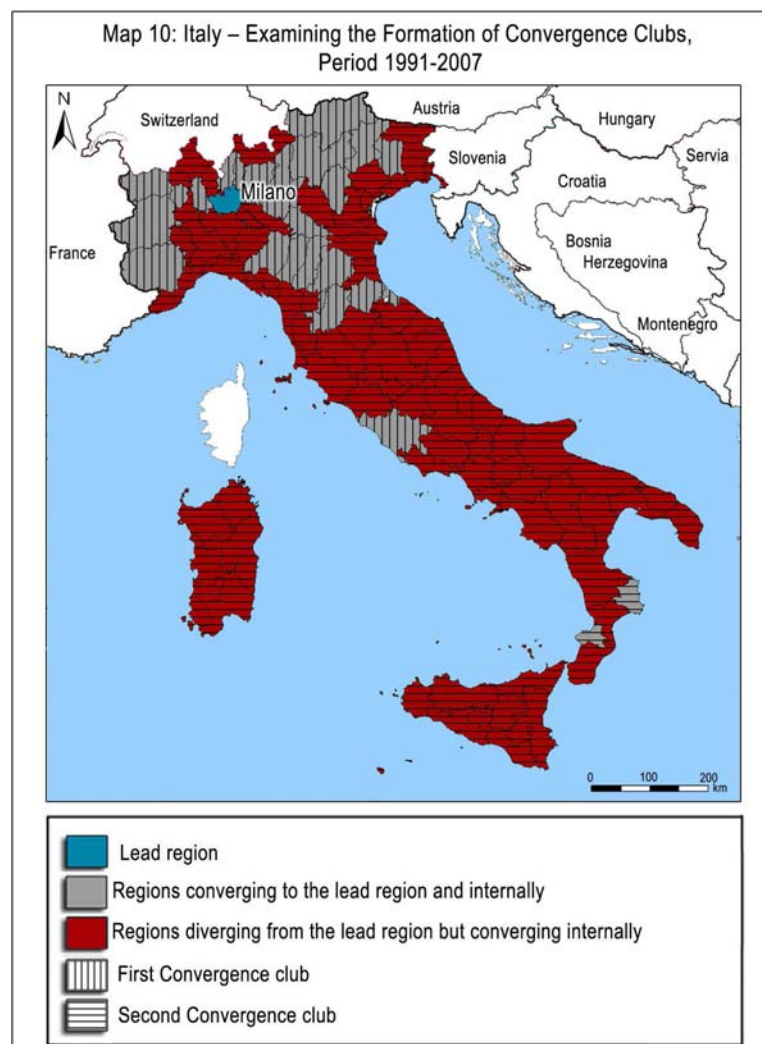 Map 10: Italy – Examining the Formation of Convergence Clubs,
Period 1991-2007
N
Switzerland
Austria
Hungary
Slovenia
Servia
Milano
Croatia
France
Bosnia
Herzegovina
Montenegro
0 100 200
km
Lead region
Regions converging to the lead region and internally
Regions diverging from the lead region but converging internally
First Convergence club
Second Convergence club